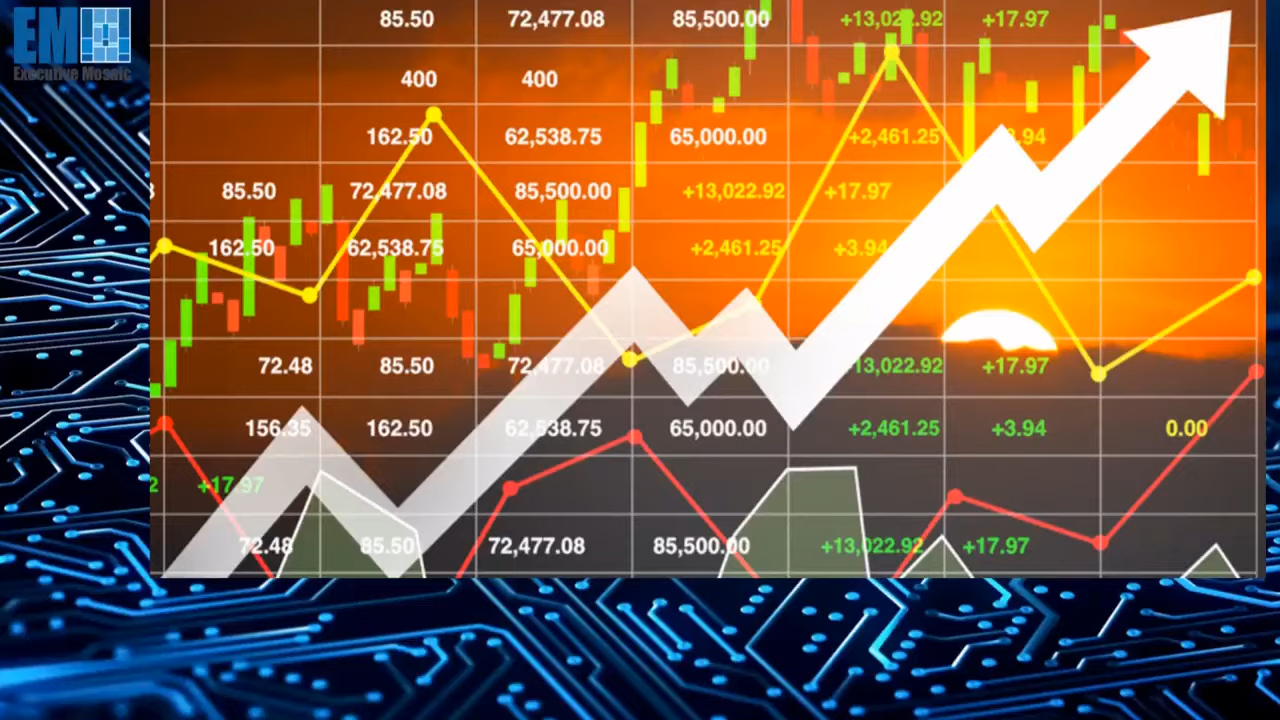 EM
Executive Mosaic
85.50 72,477.08 85,500.00 +13,022.92 +17.97
400 400
162.50 62,538.75 65,000.00 +2,461.25 3.94
85.50 72,477.08 85,500.00 +13,022.92 +17.97
162.50 62,538.75 65,000.00 +2,461.25 +3.94
72.48 85.50 72,477.08 85,500.00 13,022.92 +17.97
156.35 162.50 62,538.75 65,000.00 +2,461.25 +3.94 0.00
2 +17.97
72.48 85.50 72,477.08 85,500.00 +13,022.92 +17.97